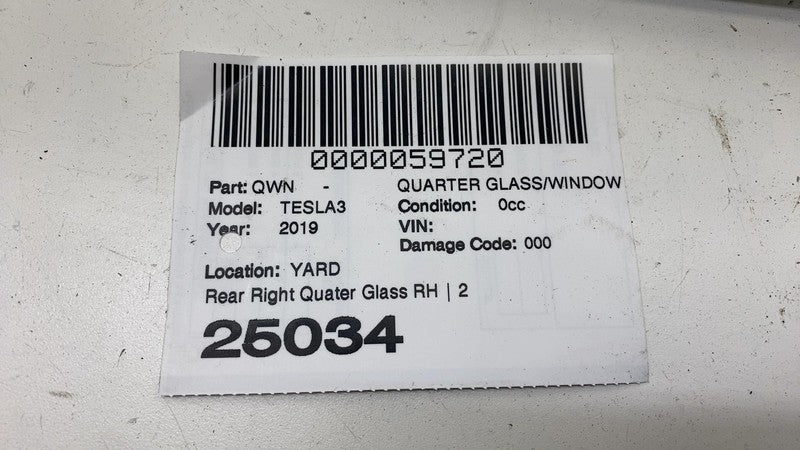 0000059720
Part: QWN - QUARTER GLASS/WINDOW
Model: TESLA3 Condition: 0cc
Year: 2019 VIN:
Damage Code: 000
Location: YARD
Rear Right Quater Glass RH | 2
25034